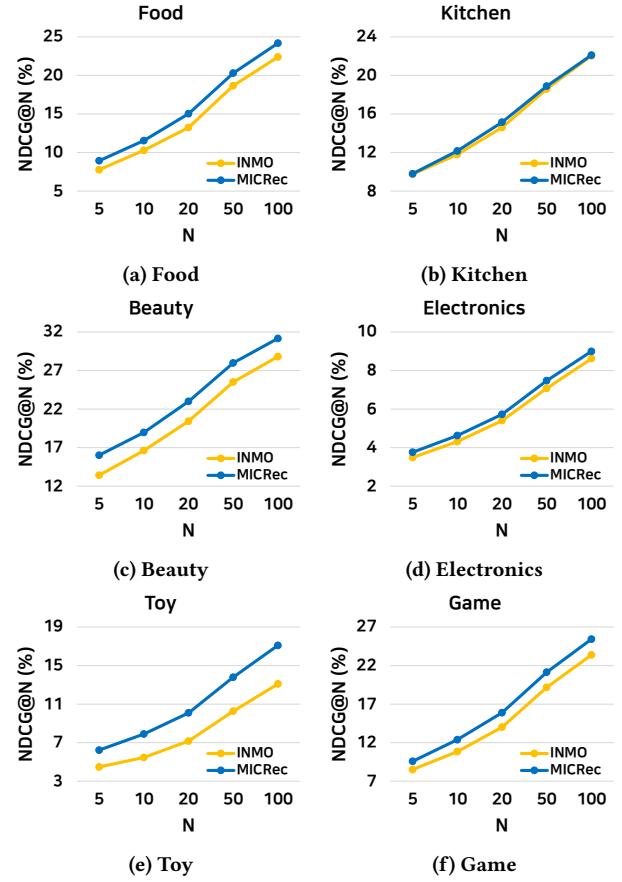 Food
NDCG@N (%)
25
20
15
10
5
INMO
MICRec
5 10 20 50 100
N
(a) Food
Kitchen
NDCG@N (%)
24
20
16
12
8
INMO
MICRec
5 10 20 50 100
N
(b) Kitchen
Beauty
NDCG@N (%)
32
27
22
17
12
INMO
MICRec
5 10 20 50 100
N
(c) Beauty
Electronics
NDCG@N (%)
10
8
6
4
2
INMO
MICRec
5 10 20 50 100
N
(d) Electronics
Toy
NDCG@N (%)
19
15
11
7
3
INMO
MICRec
5 10 20 50 100
N
(e) Toy
Game
NDCG@N (%)
27
22
17
12
7
INMO
MICRec
5 10 20 50 100
N
(f) Game